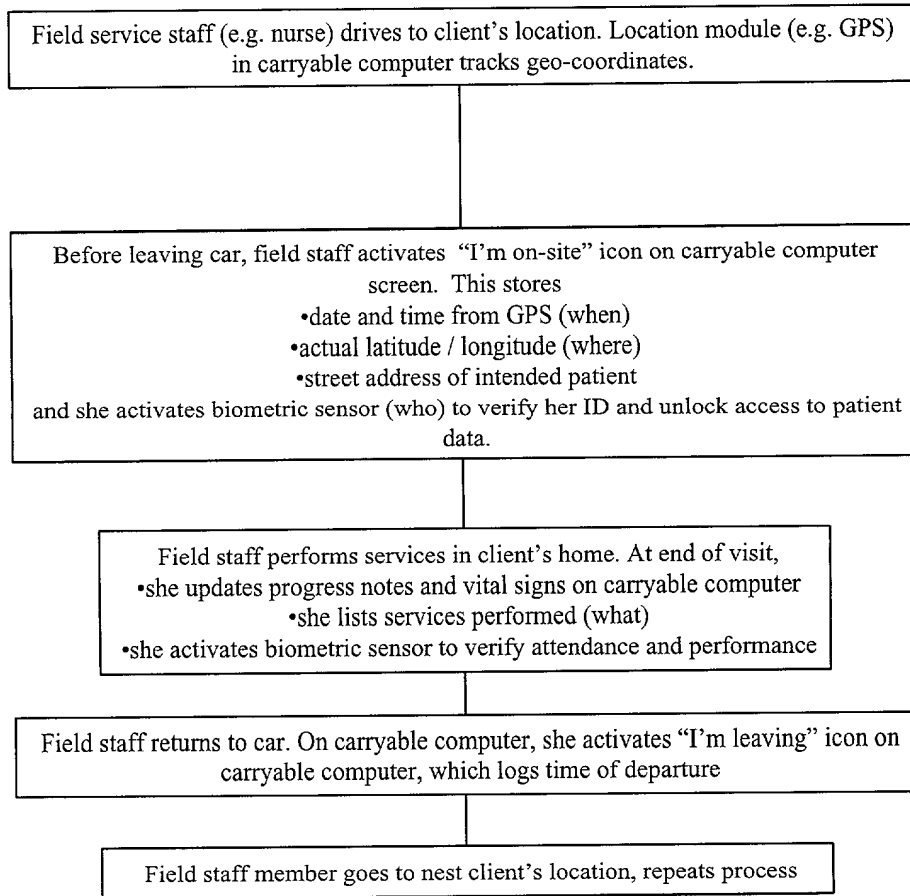 Field service staff (e.g. nurse) drives to client’s location. Location module (e.g. GPS)
in carryable computer tracks geo-coordinates.
Before leaving car, field staff activates “I’m on-site” icon on carryable computer
screen. This stores
•date and time from GPS (when)
•actual latitude / longitude (where)
•street address of intended patient
and she activates biometric sensor (who) to verify her ID and unlock access to patient
data.
Field staff performs services in client’s home. At end of visit,
•she updates progress notes and vital signs on carryable computer
•she lists services performed (what)
•she activates biometric sensor to verify attendance and performance
Field staff returns to car. On carryable computer, she activates “I’m leaving” icon on
carryable computer, which logs time of departure
Field staff member goes to nest client’s location, repeats process